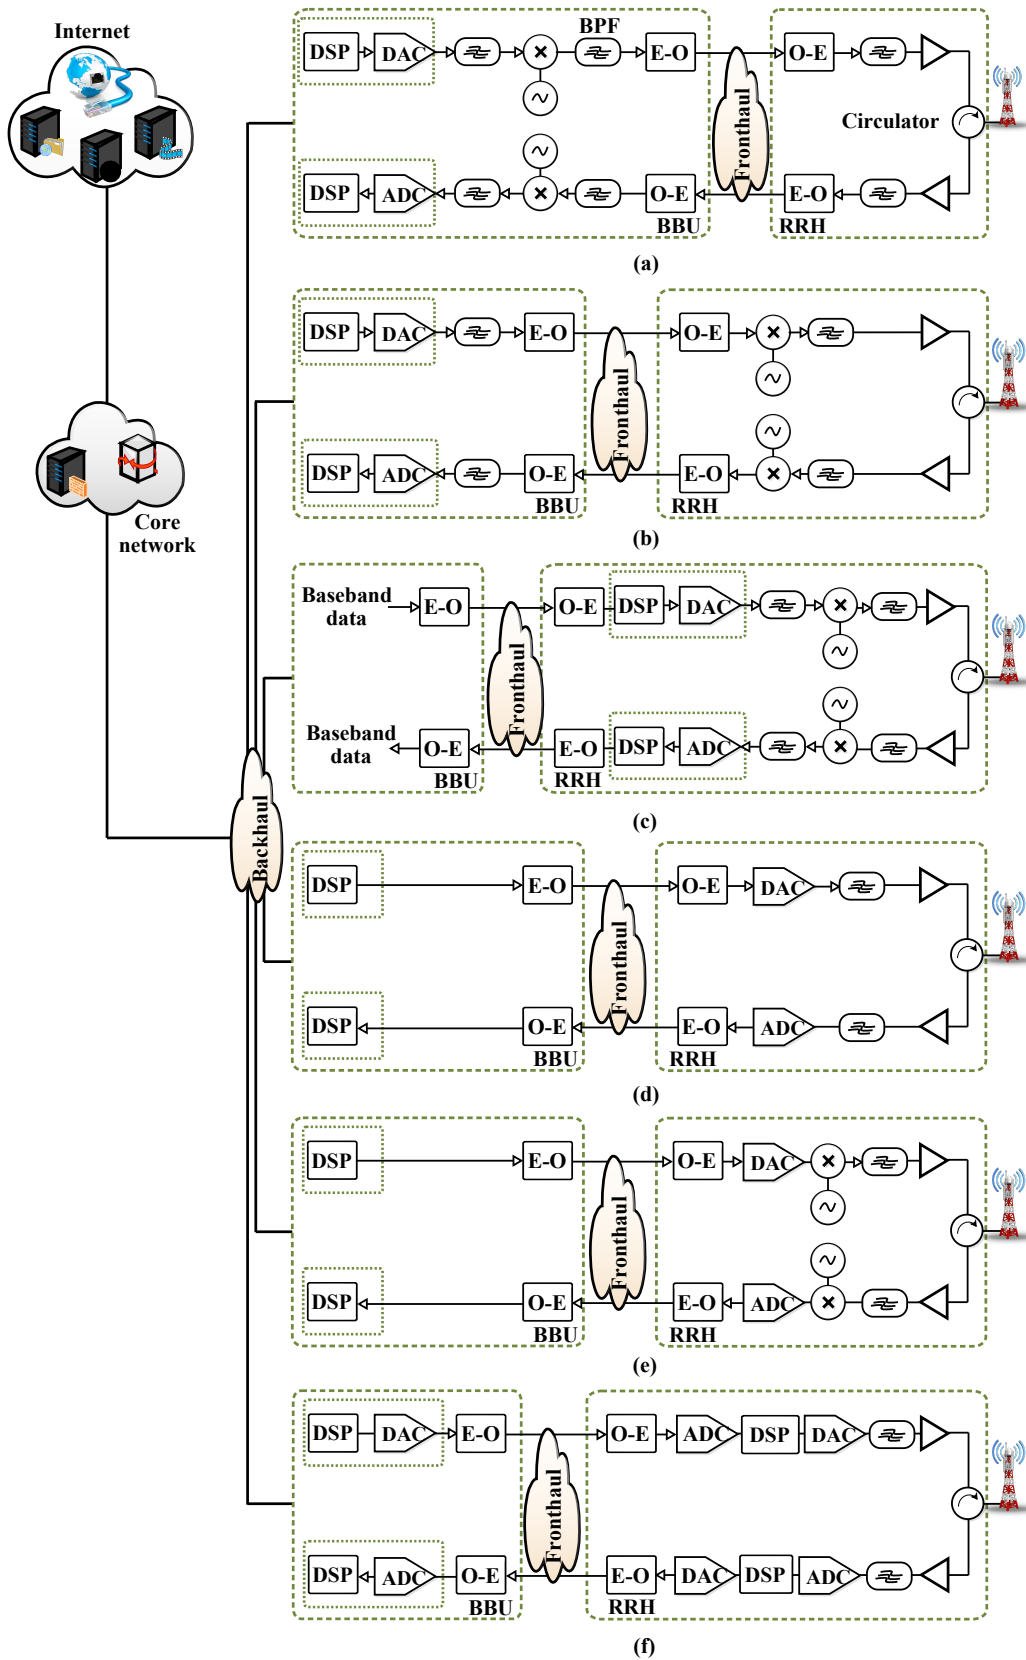 Internet
BPF
DSP DAC E-O O-E
Fronthaul
Circulator
DSP ADC O-E E-O
BBU RRH
(a)
DSP DAC E-O O-E
Fronthaul
DSP ADC O-E E-O
BBU RRH
(b)
Core
network
Baseband
data
E-O O-E DSP DAC
Fronthaul
Baseband
data
O-E E-O DSP ADC
BBU RRH
(c)
Backhaul
DSP E-O O-E DAC
Fronthaul
DSP O-E E-O ADC
BBU RRH
(d)
DSP E-O O-E DAC
Fronthaul
DSP O-E E-O ADC
BBU RRH
(e)
DSP DAC E-O O-E ADC DSP DAC
Fronthaul
DSP ADC O-E E-O DAC DSP ADC
BBU RRH
(f)